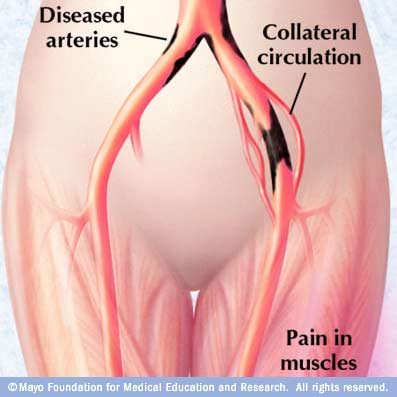 Diseased
arteries
Collateral
circulation
Pain in
muscles
©Mayo Foundation for Medical Education and Research. All rights reserved.